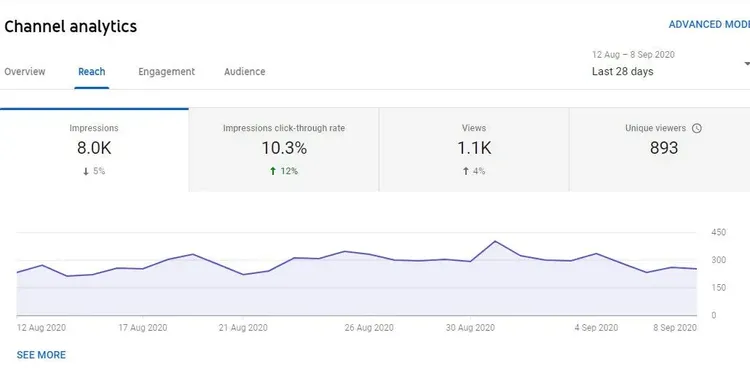 Channel analytics
ADVANCED MODE
12 Aug – 8 Sep 2020
Overview Reach Engagement Audience
Last 28 days
Impressions Impressions click-through rate Views Unique viewers
8.0K 10.3% 1.1K 893
5% 12% 4%
450
300
150
0
12 Aug 2020 17 Aug 2020 21 Aug 2020 26 Aug 2020 30 Aug 2020 4 Sep 2020 8 Sep 2020
SEE MORE